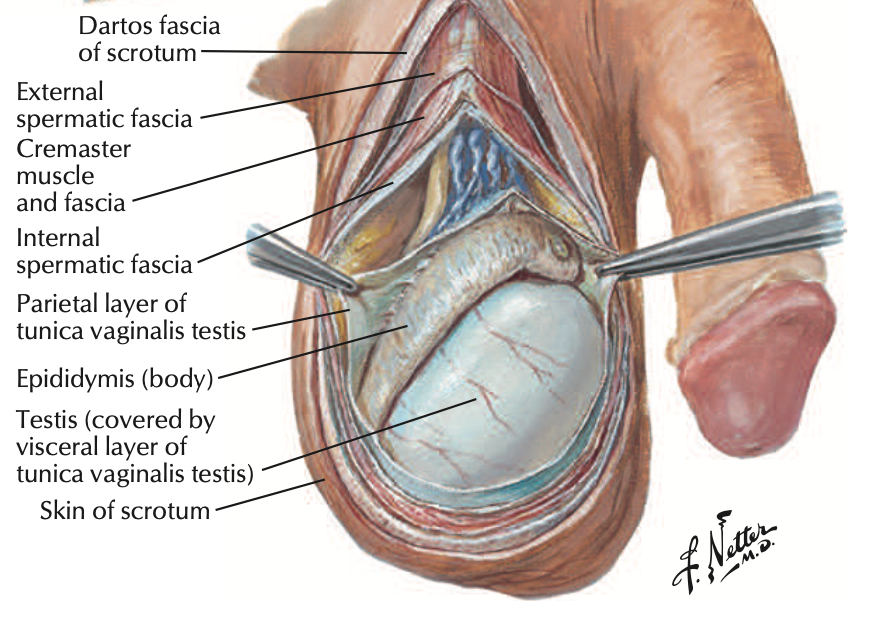 Dartos fascia
of scrotum
External
spermatic fascia
Cremaster
muscle
and fascia
Internal
spermatic fascia
Parietal layer of
tunica vaginalis testis
Epididymis (body)
Testis (covered by
visceral layer of
tunica vaginalis testis)
Skin of scrotum
F. Netter
M.D.